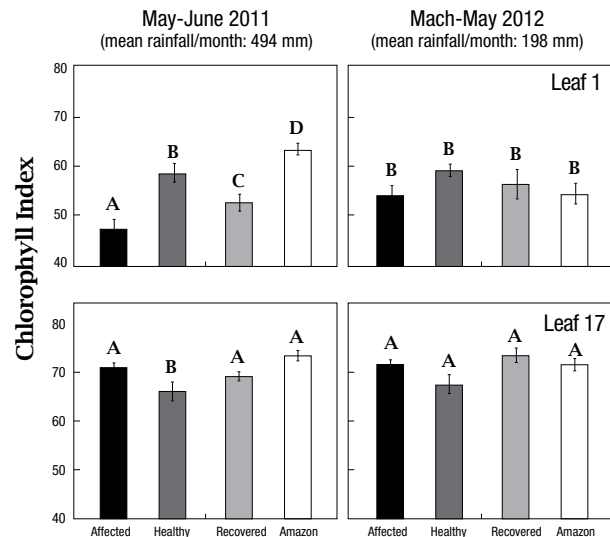 May-June 2011
(mean rainfall/month: 494 mm)
Mach-May 2012
(mean rainfall/month: 198 mm)
Chlorophyll Index
80
70
60
50
40
A
B
C
D
Leaf 1
B
B
B
B
80
70
60
50
40
A
B
A
A
Leaf 17
A
A
A
A
Affected Healthy Recovered Amazon
Affected Healthy Recovered Amazon